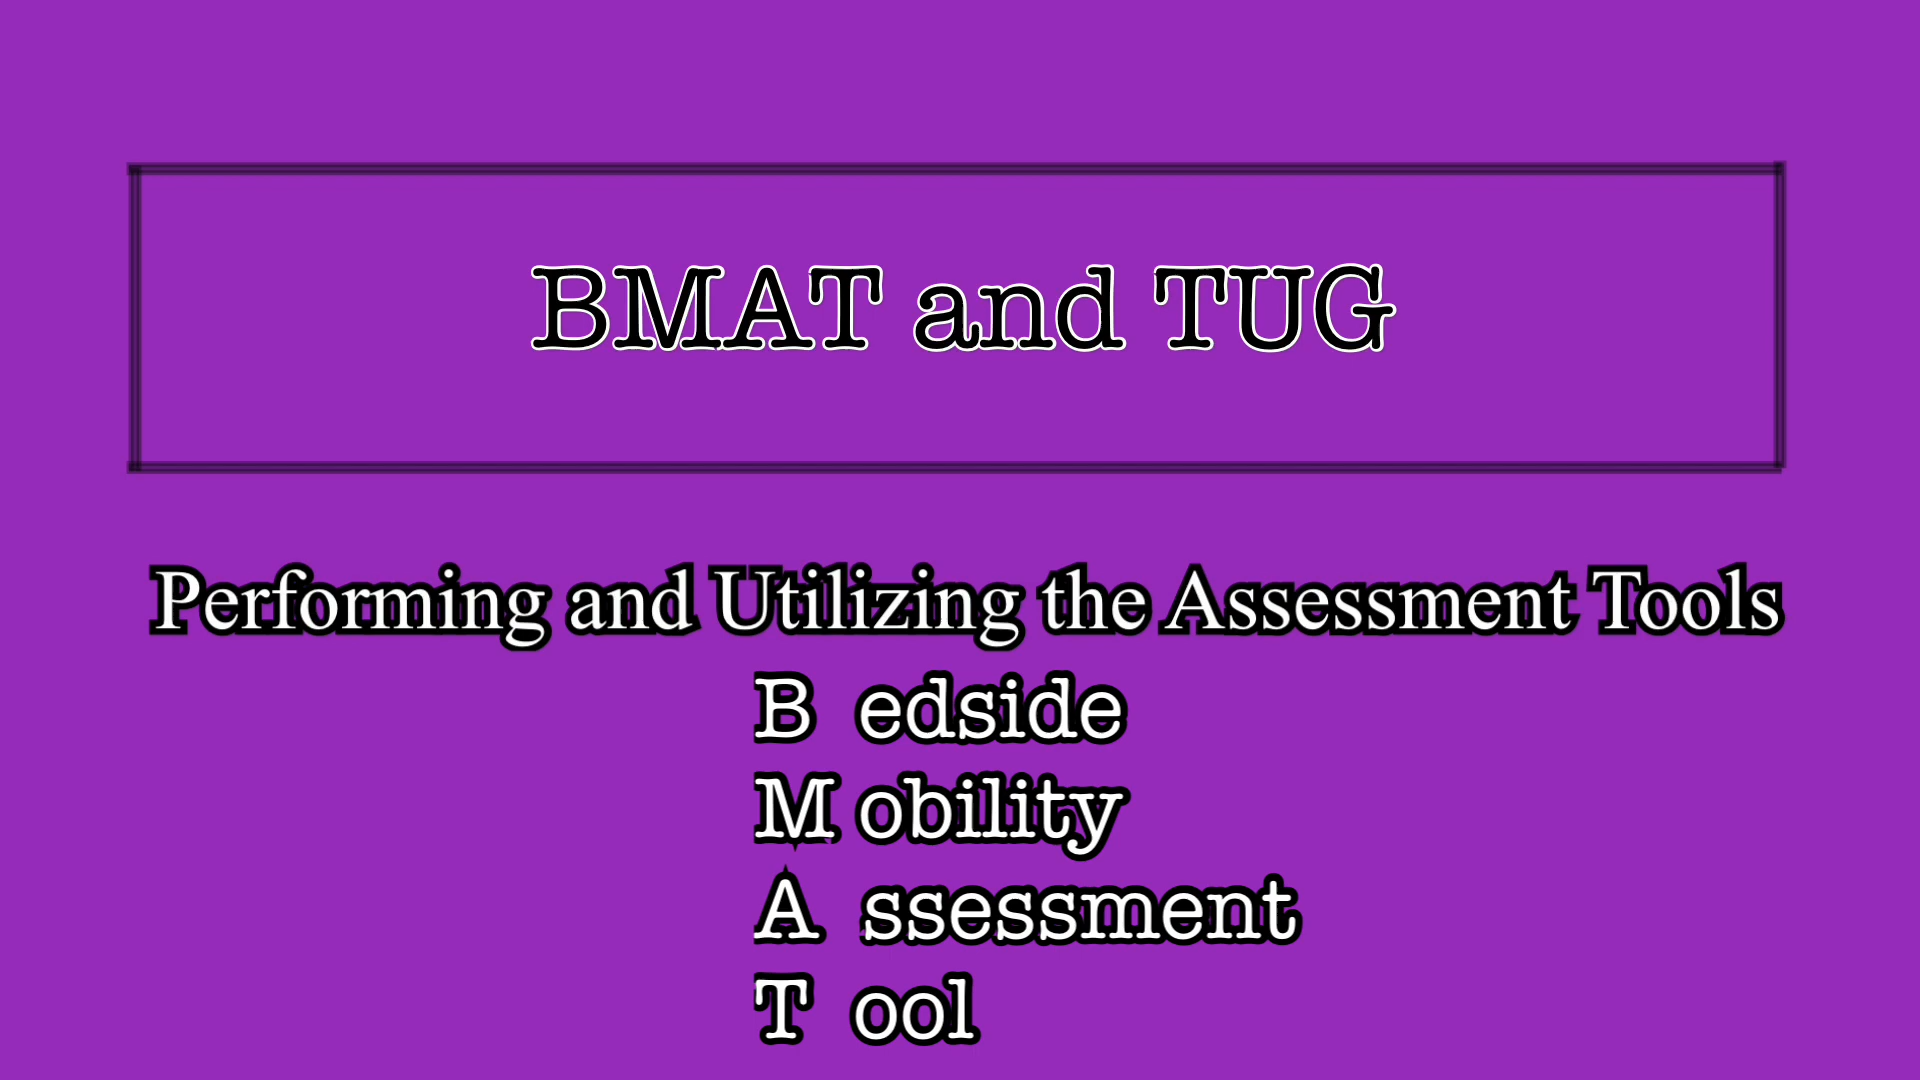 BMAT and TUG
Performing and Utilizing the Assessment Tools
B edside
M obility
A ssessment
T ool